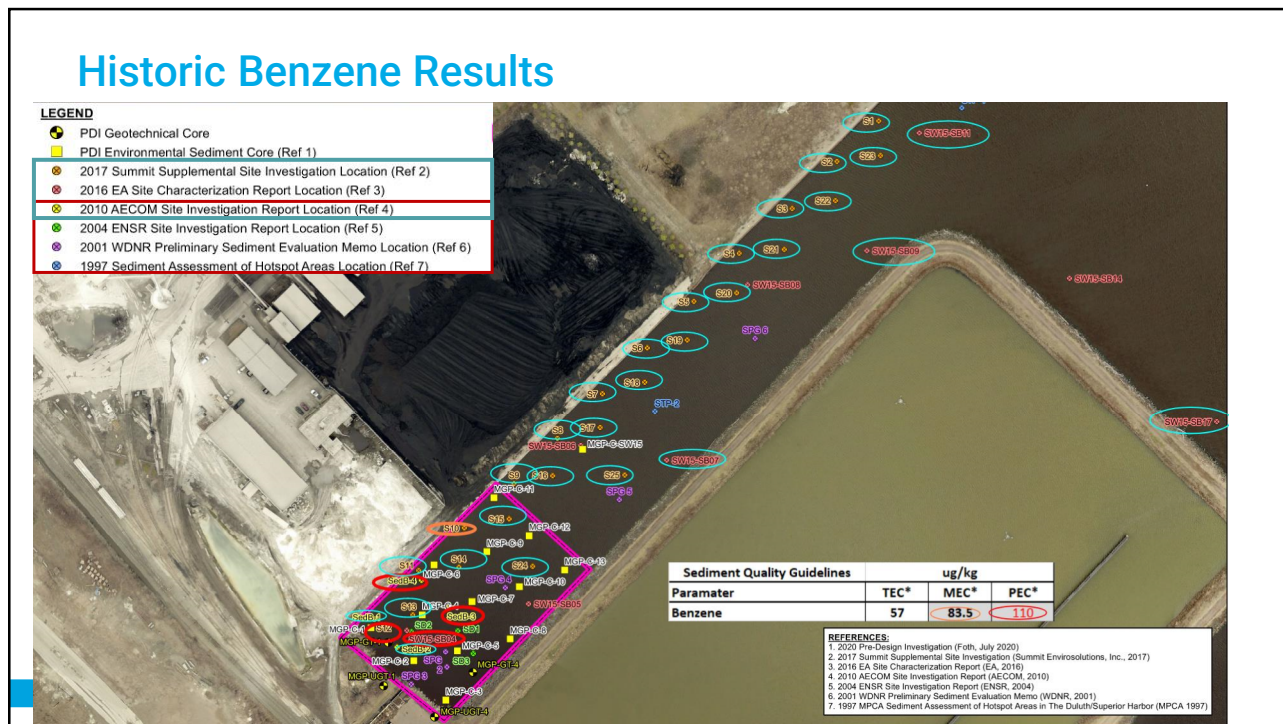 Historic Benzene Results
LEGEND
PDI Geotechnical Core
PDI Environmental Sediment Core (Ref 1)
2017 Summit Supplemental Site Investigation Location (Ref 2)
2016 EA Site Characterization Report Location (Ref 3)
2010 AECOM Site Investigation Report Location (Ref 4)
2004 ENSR Site Investigation Report Location (Ref 5)
2001 WDNR Preliminary Sediment Evaluation Memo Location (Ref 6)
1997 Sediment Assessment of Hotspot Areas Location (Ref 7)
S1
SW15-SB11
S2
S23
S3
S22
S4
S21
SW15-SB09
S5
S20
SW15-SB08
SW15-SB14
S6
S19
SPG 6
S7
S18
STP-2
S17
SW15-SB06
MGP-C-SW15
SW15-SB17
S9
S16
S25
SW15-SB07
MGP-C-11
SPG 5
S15
S10
MGP-C-12
MGP-C-9
S11
S14
S24
MGP-C-13
SedB-4
MGP-C-6
SPG 4
MGP-C-10
S13
MGP-C-4
MGP-C-7
SW15-SB05
SedB-1
SedB-3
MGP-C-1
S12
SD2
SD1
SW15-SB04
MGP-C-8
SedB-2
MGP-C-5
MGP-C-2
SPG 2
SD3
MGP-GT-4
MGP-UGT-1
SPG 3
MGP-C-3
MGP-UGT-4
Sediment Quality Guidelines ug/kg
Paramater TEC* MEC* PEC*
Benzene 57 83.5 110
REFERENCES:
1. 2020 Pre-Design Investigation (Foth, July 2020)
2. 2017 Summit Supplemental Site Investigation (Summit Envirosolutions, Inc., 2017)
3. 2016 EA Site Characterization Report (EA, 2016)
4. 2010 AECOM Site Investigation Report (AECOM, 2010)
5. 2004 ENSR Site Investigation Report (ENSR, 2004)
6. 2001 WDNR Preliminary Sediment Evaluation Memo (WDNR, 2001)
7. 1997 MPCA Sediment Assessment of Hotspot Areas in The Duluth/Superior Harbor (MPCA 1997)